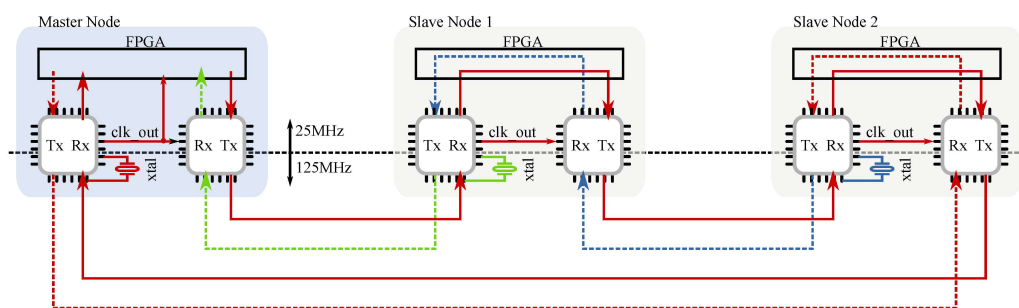 Master Node
Slave Node 1
Slave Node 2
FPGA
FPGA
FPGA
Tx Rx
clk_out
Rx Tx
25MHz
125MHz
xtal
Tx Rx
clk_out
Rx Tx
xtal
Tx Rx
clk_out
Rx Tx
xtal